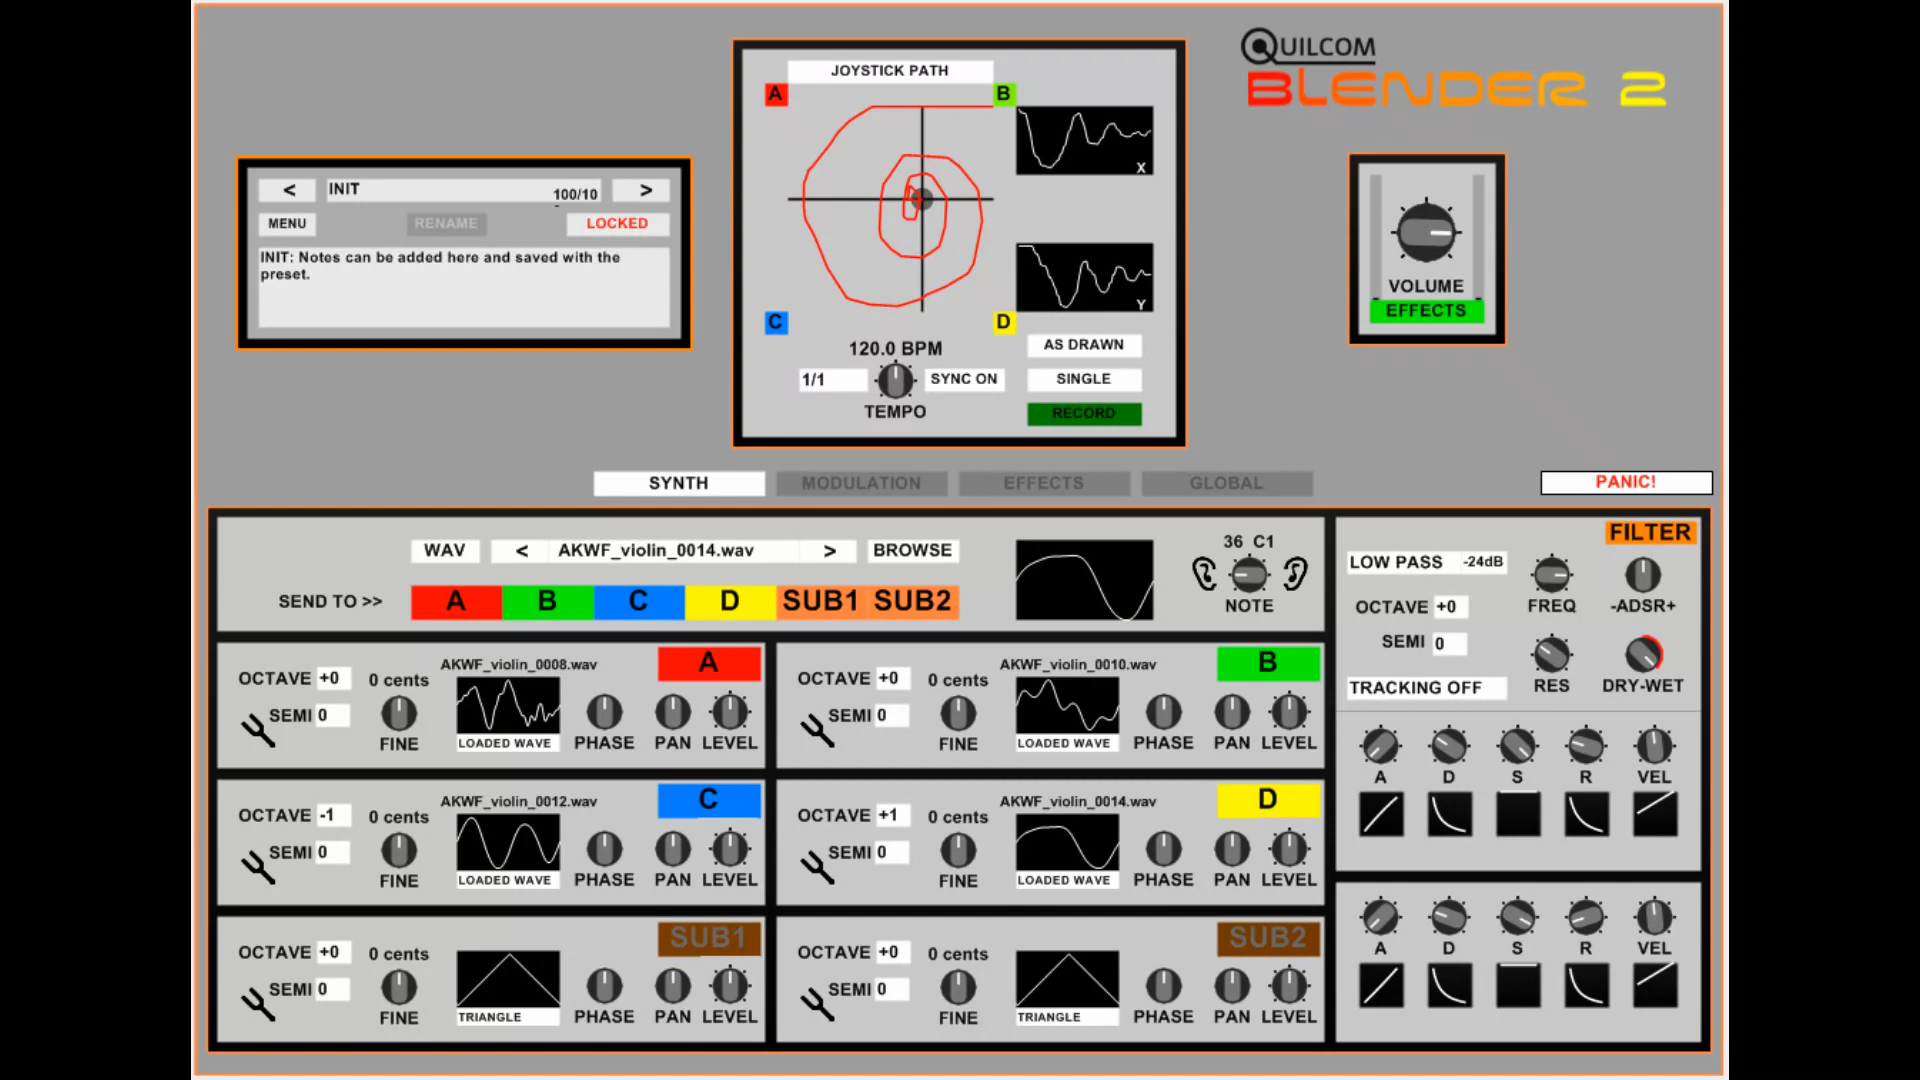 QUILCOM
BLENDER 2
JOYSTICK PATH
A
B
X
Y
C
D
120.0 BPM
1/1
SYNC ON
TEMPO
AS DRAWN
SINGLE
RECORD
<
INIT
100/10
>
MENU
RENAME
LOCKED
INIT: Notes can be added here and saved with the
preset.
VOLUME
EFFECTS
SYNTH
MODULATION
EFFECTS
GLOBAL
PANIC!
WAV
<
AKWF_violin_0014.wav
>
BROWSE
SEND TO >>
A
B
C
D
SUB1
SUB2
36 C1
NOTE
FILTER
LOW PASS
-24dB
OCTAVE +0
SEMI 0
TRACKING OFF
FREQ
-ADSR+
RES
DRY-WET
A
D
S
R
VEL
A
D
S
R
VEL
OCTAVE +0
0 cents
AKWF_violin_0008.wav
A
SEMI 0
FINE
LOADED WAVE
PHASE
PAN
LEVEL
OCTAVE +0
0 cents
AKWF_violin_0010.wav
B
SEMI 0
FINE
LOADED WAVE
PHASE
PAN
LEVEL
OCTAVE -1
0 cents
AKWF_violin_0012.wav
C
SEMI 0
FINE
LOADED WAVE
PHASE
PAN
LEVEL
OCTAVE +1
0 cents
AKWF_violin_0014.wav
D
SEMI 0
FINE
LOADED WAVE
PHASE
PAN
LEVEL
OCTAVE +0
0 cents
SUB1
SEMI 0
FINE
TRIANGLE
PHASE
PAN
LEVEL
OCTAVE +0
0 cents
SUB2
SEMI 0
FINE
TRIANGLE
PHASE
PAN
LEVEL